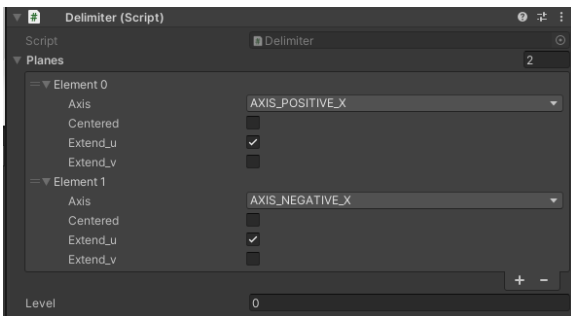 # Delimiter (Script)
Script Delimiter
Planes 2
Element 0
Axis AXIS_POSITIVE_X
Centered
Extend_u
Extend_v
Element 1
Axis AXIS_NEGATIVE_X
Centered
Extend_u
Extend_v
+ -
Level 0